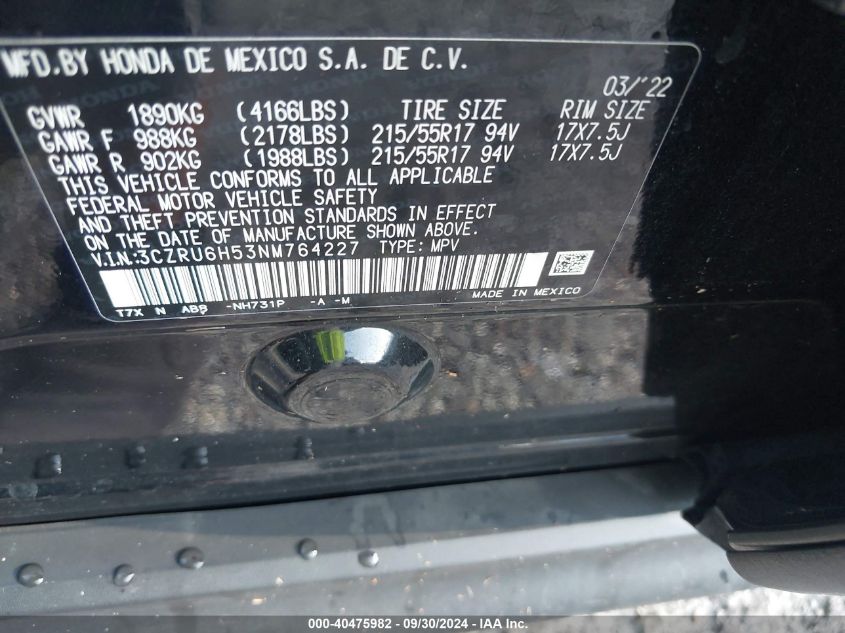 MFD.BY HONDA DE MEXICO S.A. DE C.V.
03/'22
GVWR 1890KG (4166LBS) TIRE SIZE RIM SIZE
GAWR F 988KG (2178LBS) 215/55R17 94V 17X7.5J
GAWR R 902KG (1988LBS) 215/55R17 94V 17X7.5J
THIS VEHICLE CONFORMS TO ALL APPLICABLE
FEDERAL MOTOR VEHICLE SAFETY
AND THEFT PREVENTION STANDARDS IN EFFECT
ON THE DATE OF MANUFACTURE SHOWN ABOVE.
V.I.N:3CZRU6H53NM764227 TYPE: MPV
T7X N ABB -NH731P -A -M MADE IN MEXICO
000-40475982 - 09/30/2024 - IAA Inc.